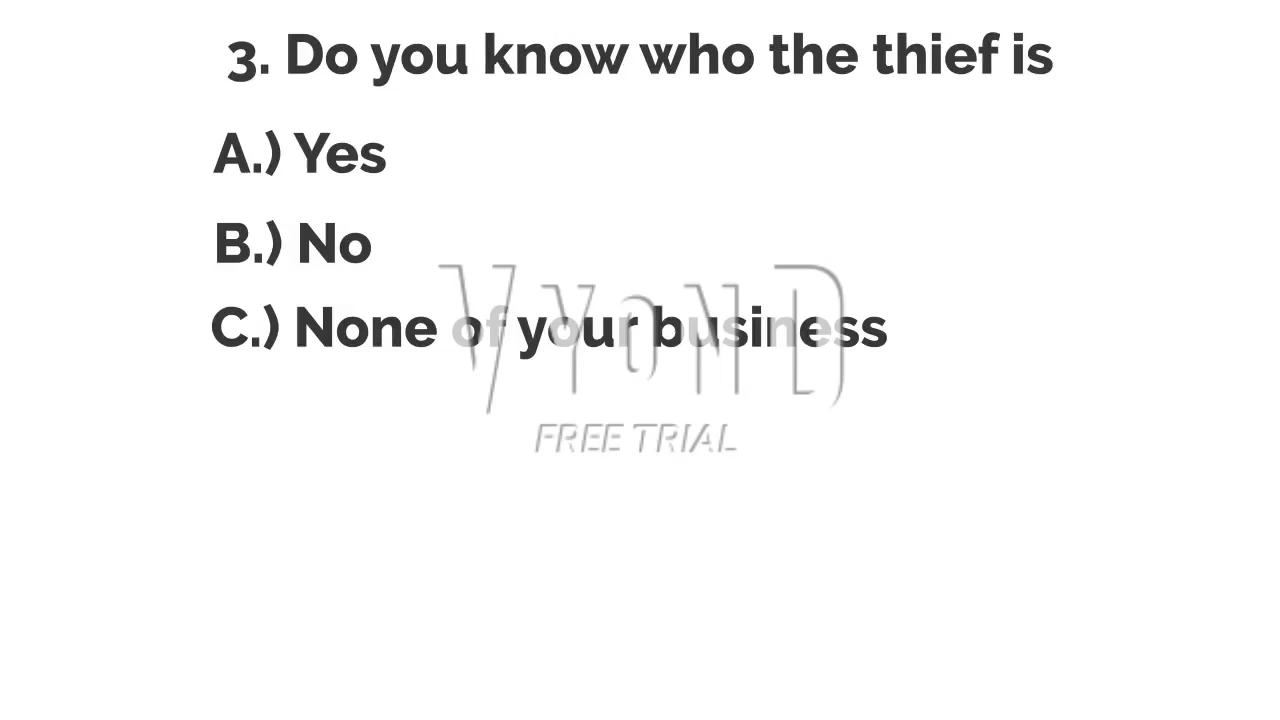 3. Do you know who the thief is
A.) Yes
B.) No
C.) None of your business
VYOND
FREE TRIAL